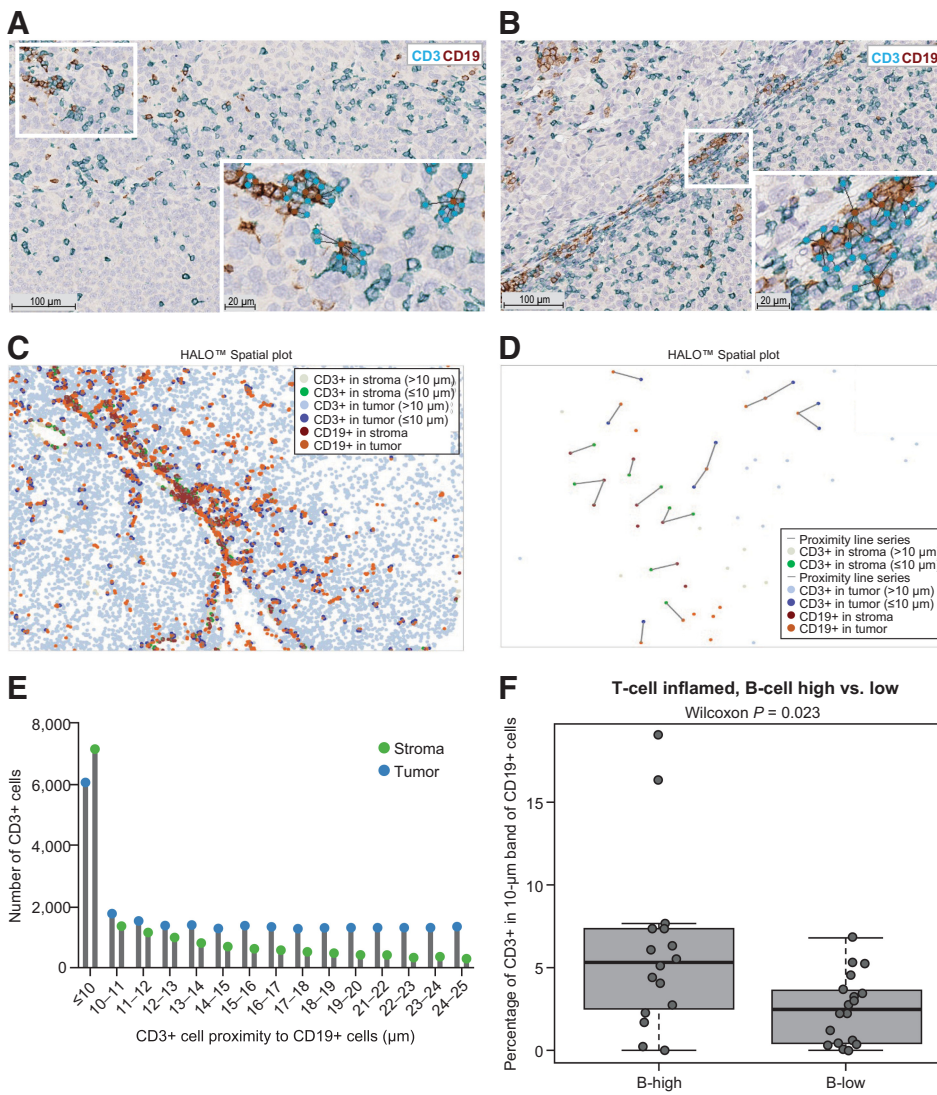 A
CD3 CD19
100 µm
20 µm
B
CD3 CD19
100 µm
20 µm
C
HALO™ Spatial plot
CD3+ in stroma (>10 µm)
CD3+ in stroma (≤10 µm)
CD3+ in tumor (>10 µm)
CD3+ in tumor (≤10 µm)
CD19+ in stroma
CD19+ in tumor
D
HALO™ Spatial plot
Proximity line series
CD3+ in stroma (>10 µm)
CD3+ in stroma (≤10 µm)
Proximity line series
CD3+ in tumor (>10 µm)
CD3+ in tumor (≤10 µm)
CD19+ in stroma
CD19+ in tumor
E
Number of CD3+ cells
8,000
6,000
4,000
2,000
0
Stroma
Tumor
≤10
10–11
11–12
12–13
13–14
14–15
15–16
16–17
17–18
18–19
19–20
21–22
22–23
23–24
24–25
CD3+ cell proximity to CD19+ cells (µm)
F
T-cell inflamed, B-cell high vs. low
Wilcoxon P = 0.023
Percentage of CD3+ in 10-µm band of CD19+ cells
15
10
5
0
B-high
B-low